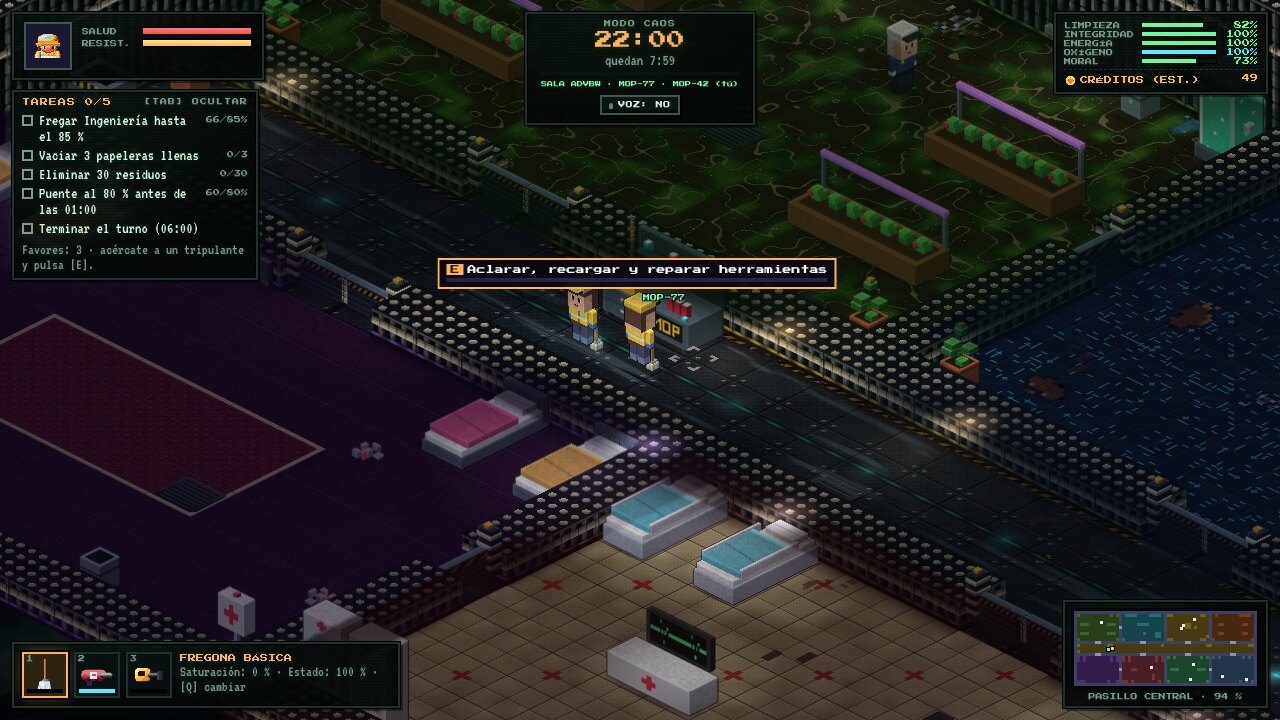 SALUD
RESIST.
MODO CAOS
22:00
quedan 7:59
SALA ADVBW · MOP-77 · MOP-42 (tú)
VOZ: NO
LIMPIEZA 82%
INTEGRIDAD 100%
ENERGÍA 100%
OXÍGENO 100%
MORAL 73%
CRÉDITOS (EST.) 49
TAREAS 0/5 [TAB] OCULTAR
Fregar Ingeniería hasta 66/85%
el 85 %
Vaciar 3 papeleras llenas 0/3
Eliminar 30 residuos 0/30
Puente al 80 % antes de 60/80%
las 01:00
Terminar el turno (06:00)
Favores: 3 · acércate a un tripulante
y pulsa [E].
E Aclarar, recargar y reparar herramientas
MOP-77
MOP
1 2 3
FREGONA BÁSICA
Saturación: 0 % · Estado: 100 % ·
[Q] cambiar
PASILLO CENTRAL · 94 %